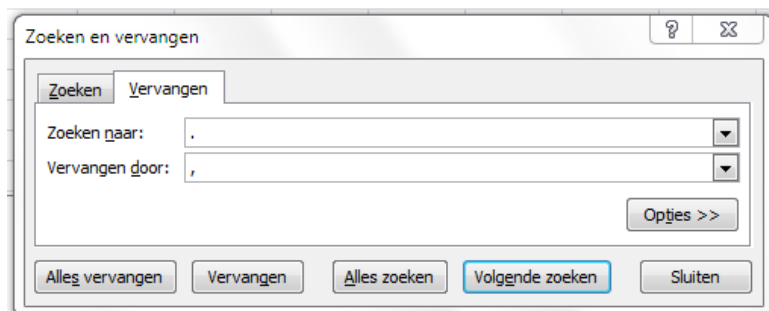 Zoeken en vervangen
Zoeken Vervangen
Zoeken naar: .
Vervangen door: ,
Opties >>
Alles vervangen Vervangen Alles zoeken Volgende zoeken Sluiten